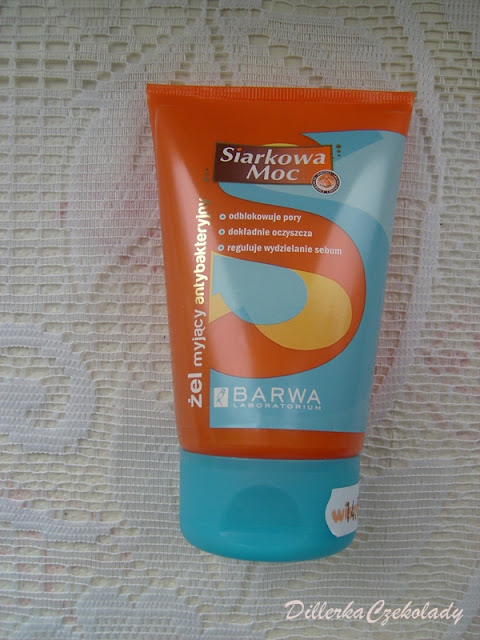 Siarkowa
Moc
odblokowuje pory
dokładnie oczyszcza
reguluje wydzielanie sebum
żel myjący antybakteryjny
BARWA
LABORATORIUM
DillerkaCzekolady